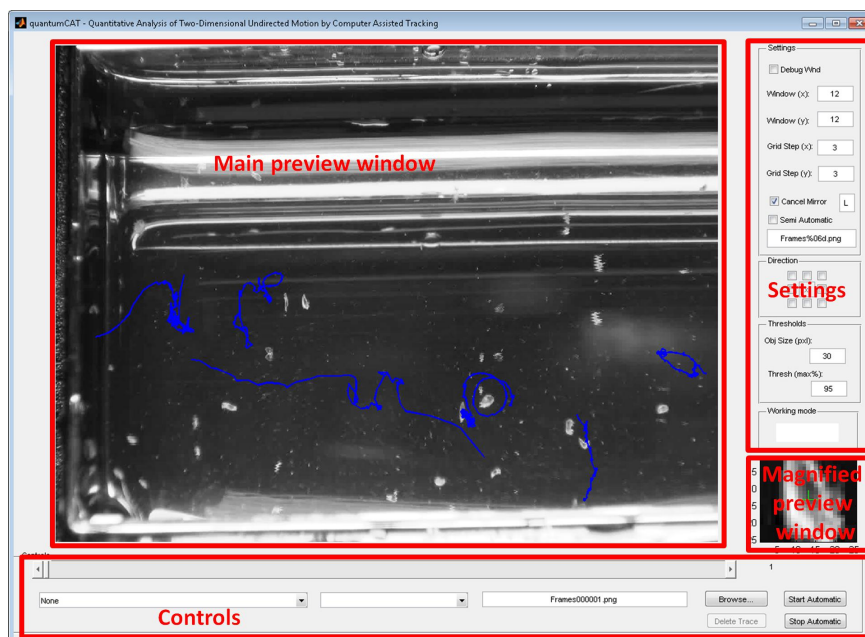 quantumCAT - Quantitative Analysis of Two-Dimensional Undirected Motion by Computer Assisted Tracking
Main preview window
Settings
Debug Wnd
Window (x): 12
Window (y): 12
Grid Step (x): 3
Grid Step (y): 3
Cancel Mirror L
Semi Automatic
Frames%06d.png
Direction
Settings
Thresholds
Obj Size (pxl):
30
Thresh (max%):
95
Working mode
Magnified
preview
window
Controls
1
None
Frames000001.png
Browse...
Start Automatic
Controls
Delete Trace
Stop Automatic